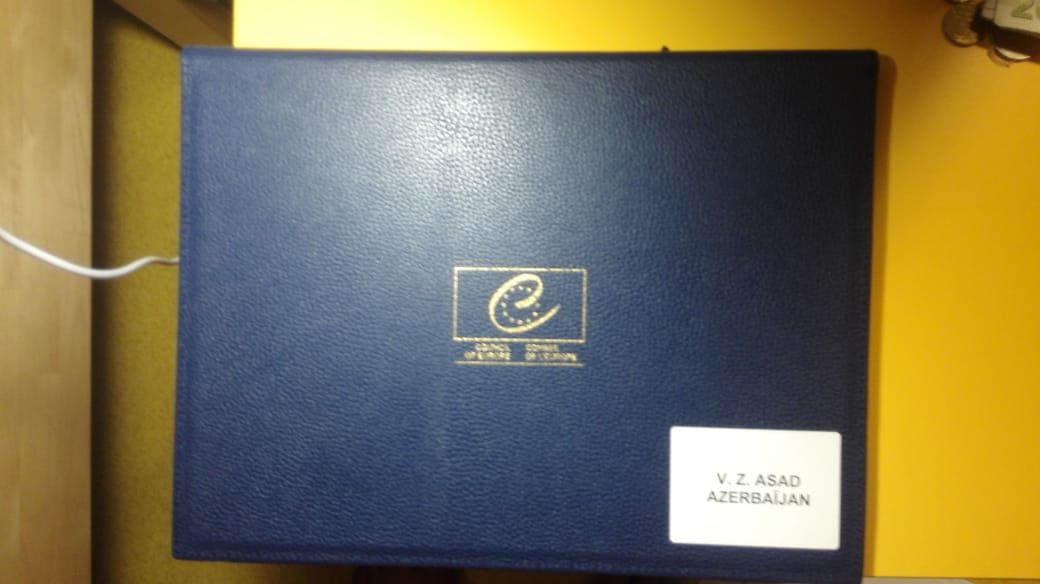 COUNCIL CONSEIL
OF EUROPE DE L'EUROPE
V. Z. ASAD
AZERBAÏJAN